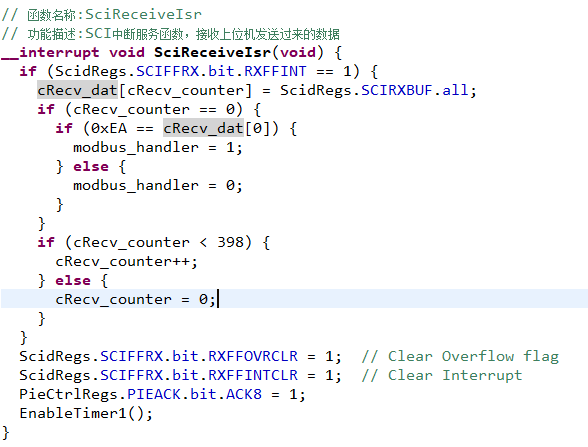 // 函数名称:SciReceiveIsr
// 功能描述:SCI中断服务函数，接收上位机发送过来的数据
__interrupt void SciReceiveIsr(void) {
  if (ScidRegs.SCIFFRX.bit.RXFFINT == 1) {
    cRecv_dat[cRecv_counter] = ScidRegs.SCIRXBUF.all;
    if (cRecv_counter == 0) {
      if (0xEA == cRecv_dat[0]) {
        modbus_handler = 1;
      } else {
        modbus_handler = 0;
      }
    }
    if (cRecv_counter < 398) {
      cRecv_counter++;
    } else {
      cRecv_counter = 0;
    }
  }
  ScidRegs.SCIFFRX.bit.RXFFOVRCLR = 1;  // Clear Overflow flag
  ScidRegs.SCIFFRX.bit.RXFFINTCLR = 1;  // Clear Interrupt
  PieCtrlRegs.PIEACK.bit.ACK8 = 1;
  EnableTimer1();
}